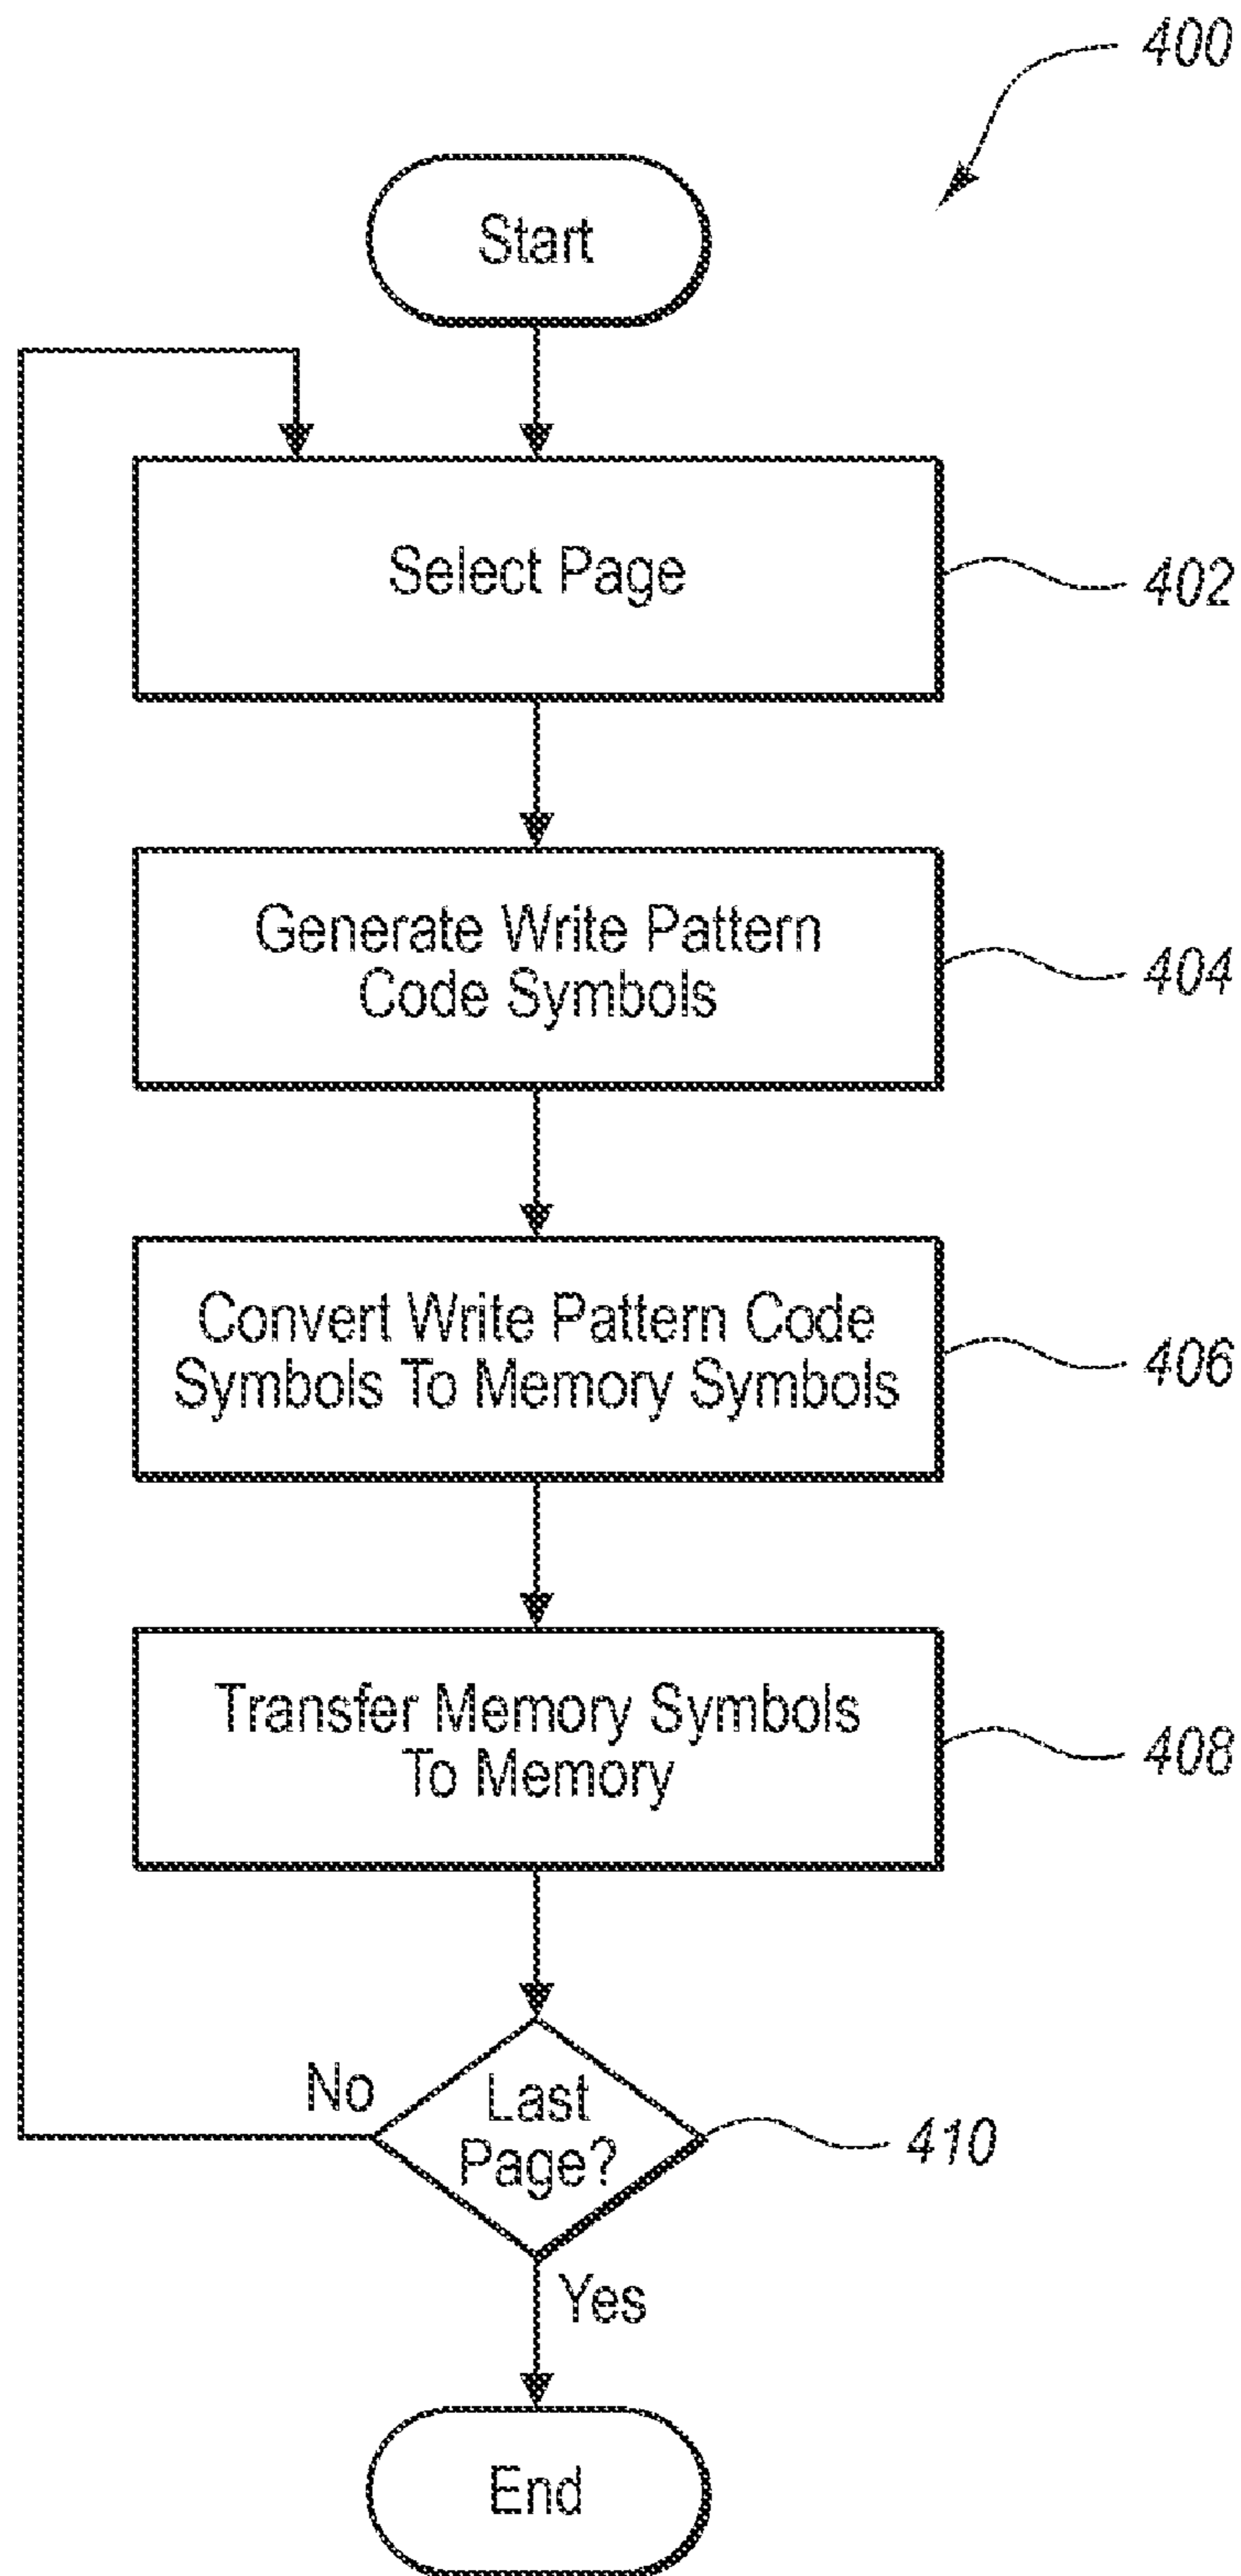 400
Start
Select Page
402
Generate Write Pattern
Code Symbols
404
Convert Write Pattern Code
Symbols To Memory Symbols
406
Transfer Memory Symbols
To Memory
408
No
Last
Page?
410
Yes
End